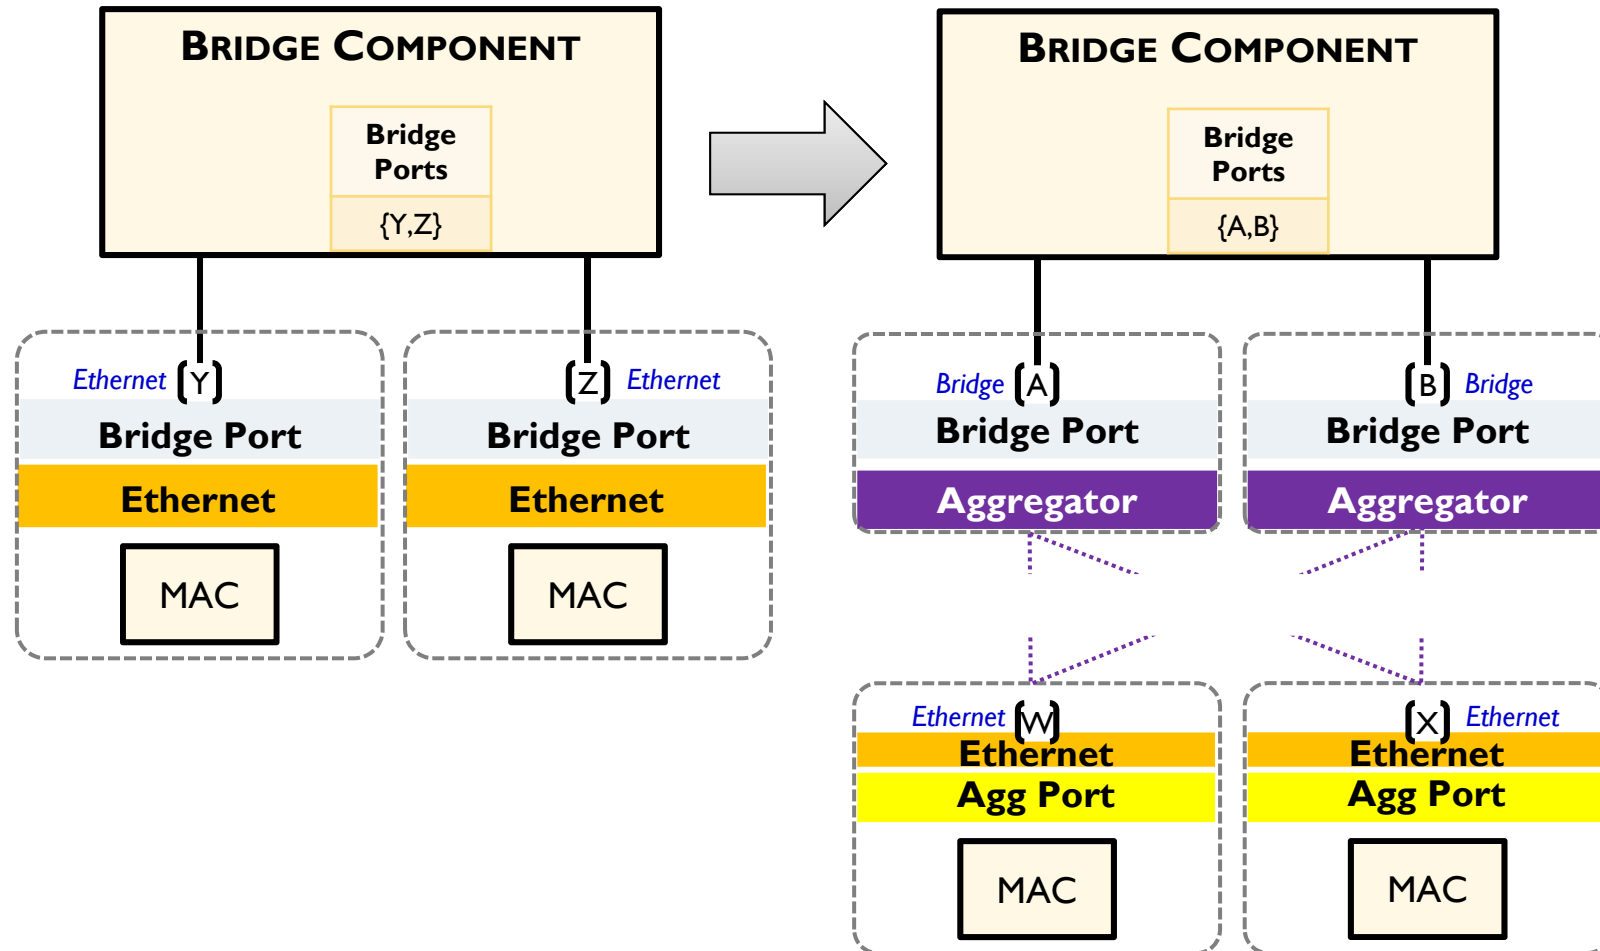 BRIDGE COMPONENT
Bridge
Ports
{Y,Z}
Ethernet [Y]
[Z] Ethernet
Bridge Port
Bridge Port
Ethernet
Ethernet
MAC
MAC
BRIDGE COMPONENT
Bridge
Ports
{A,B}
Bridge [A]
[B] Bridge
Bridge Port
Bridge Port
Aggregator
Aggregator
Ethernet [W]
[X] Ethernet
Ethernet
Ethernet
Agg Port
Agg Port
MAC
MAC